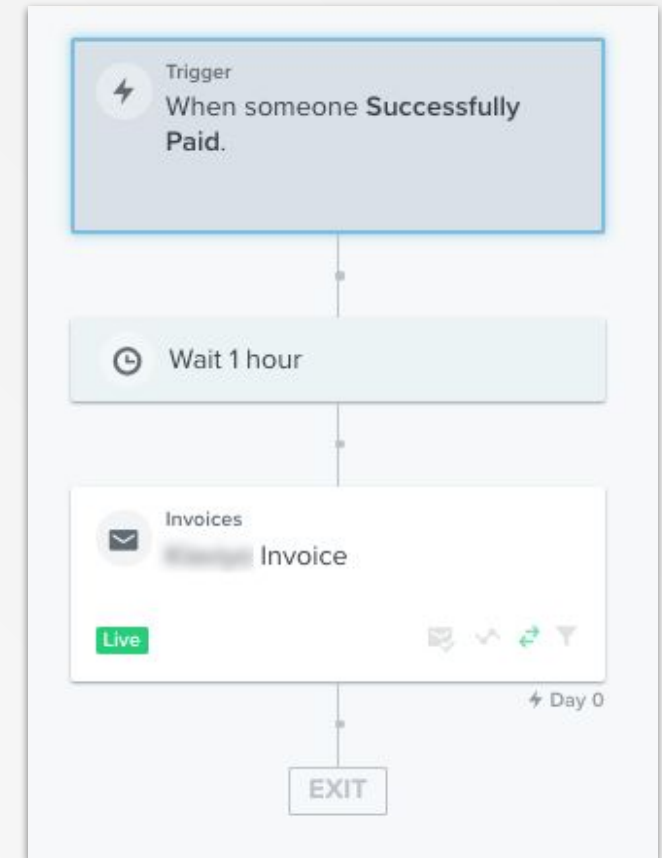 Trigger
When someone Successfully
Paid.
Wait 1 hour
Invoices
Invoice
Live
Day 0
EXIT